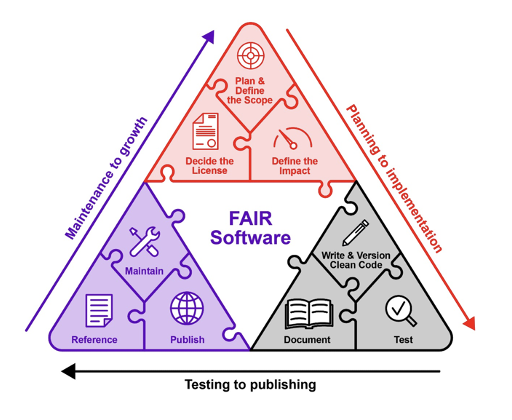 Plan &
Define
the Scope
Decide the
License
Define the
Impact
Maintenance to growth
Planning to implementation
FAIR
Software
Maintain
Write & Version
Clean Code
Reference
Publish
Document
Test
Testing to publishing